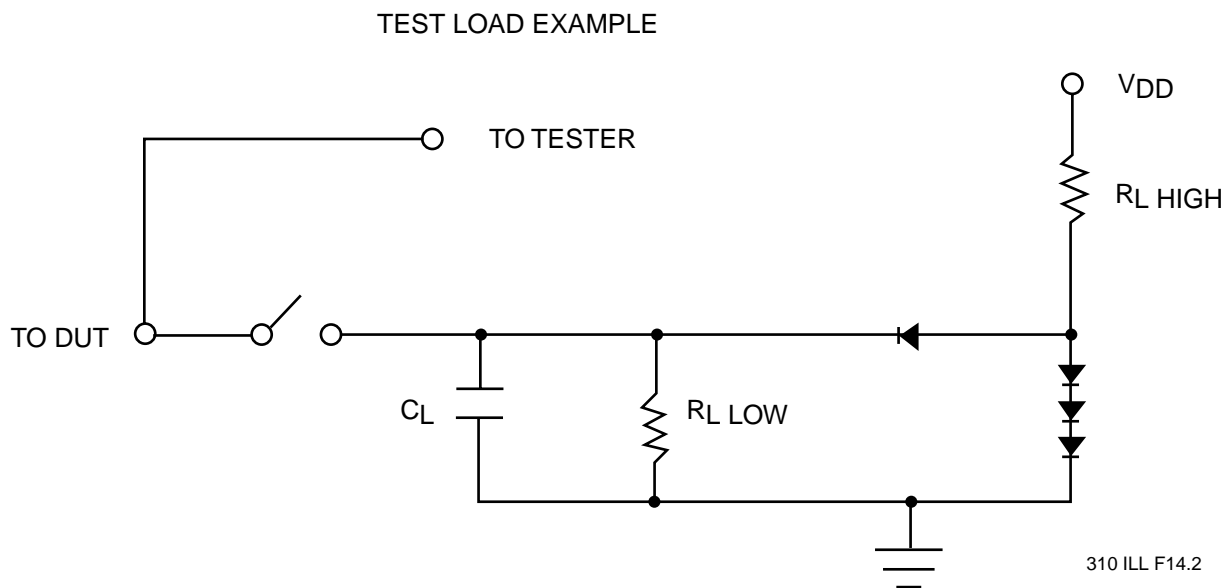 TEST LOAD EXAMPLE
VDD
TO TESTER
RL HIGH
TO DUT
CL
RL LOW
310 ILL F14.2